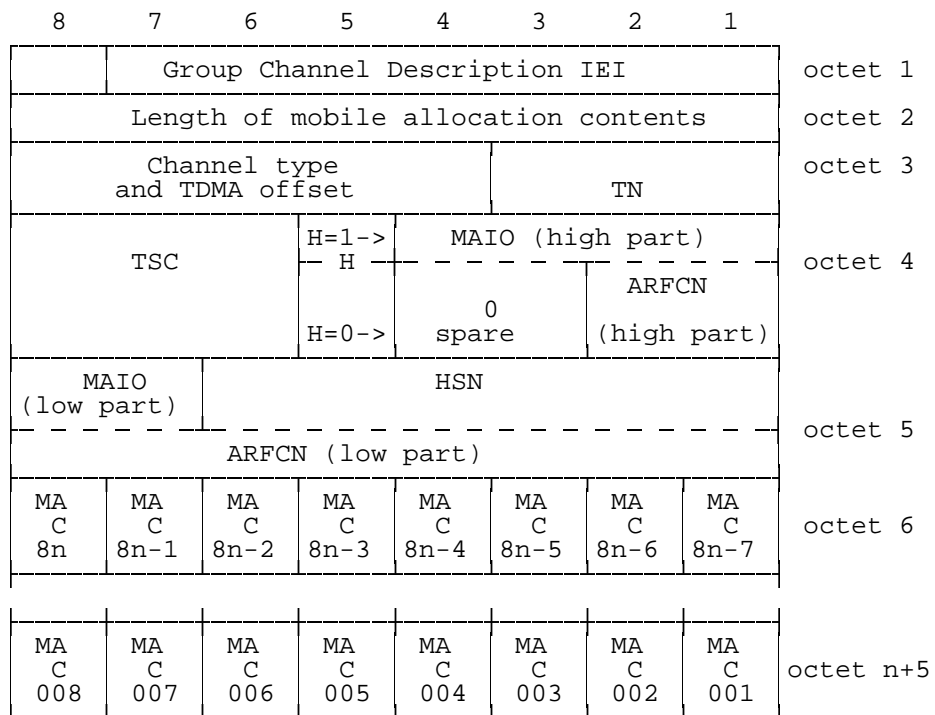 8 7 6 5 4 3 2 1
Group Channel Description IEI octet 1
Length of mobile allocation contents octet 2
Channel type octet 3
and TDMA offset TN
H=1-> MAIO (high part)
TSC H octet 4
ARFCN
0
H=0-> spare (high part)
MAIO HSN
(low part)
octet 5
ARFCN (low part)
MA MA MA MA MA MA MA MA
C C C C C C C C octet 6
8n 8n-1 8n-2 8n-3 8n-4 8n-5 8n-6 8n-7
MA MA MA MA MA MA MA MA
C C C C C C C C octet n+5
008 007 006 005 004 003 002 001